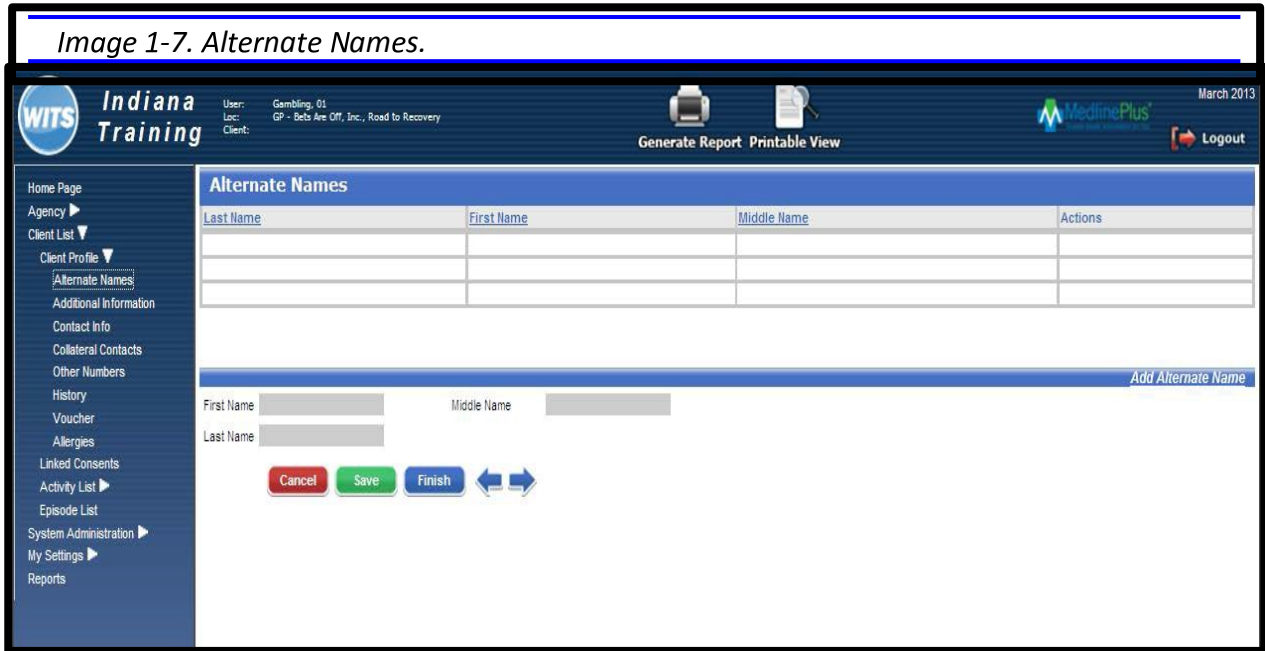 Image 1-7. Alternate Names.
WITS
Indiana
Training
User: Gambling, 01
Loc: GP - Bets Are Off, Inc., Road to Recovery
Client:
Generate Report Printable View
MedlinePlus
March 2013
Logout
Home Page
Agency
Client List
Client Profile
Alternate Names
Additional Information
Contact Info
Collateral Contacts
Other Numbers
History
Voucher
Allergies
Linked Consents
Activity List
Episode List
System Administration
My Settings
Reports
Alternate Names
Last Name First Name Middle Name Actions
Add Alternate Name
First Name Middle Name
Last Name
Cancel Save Finish